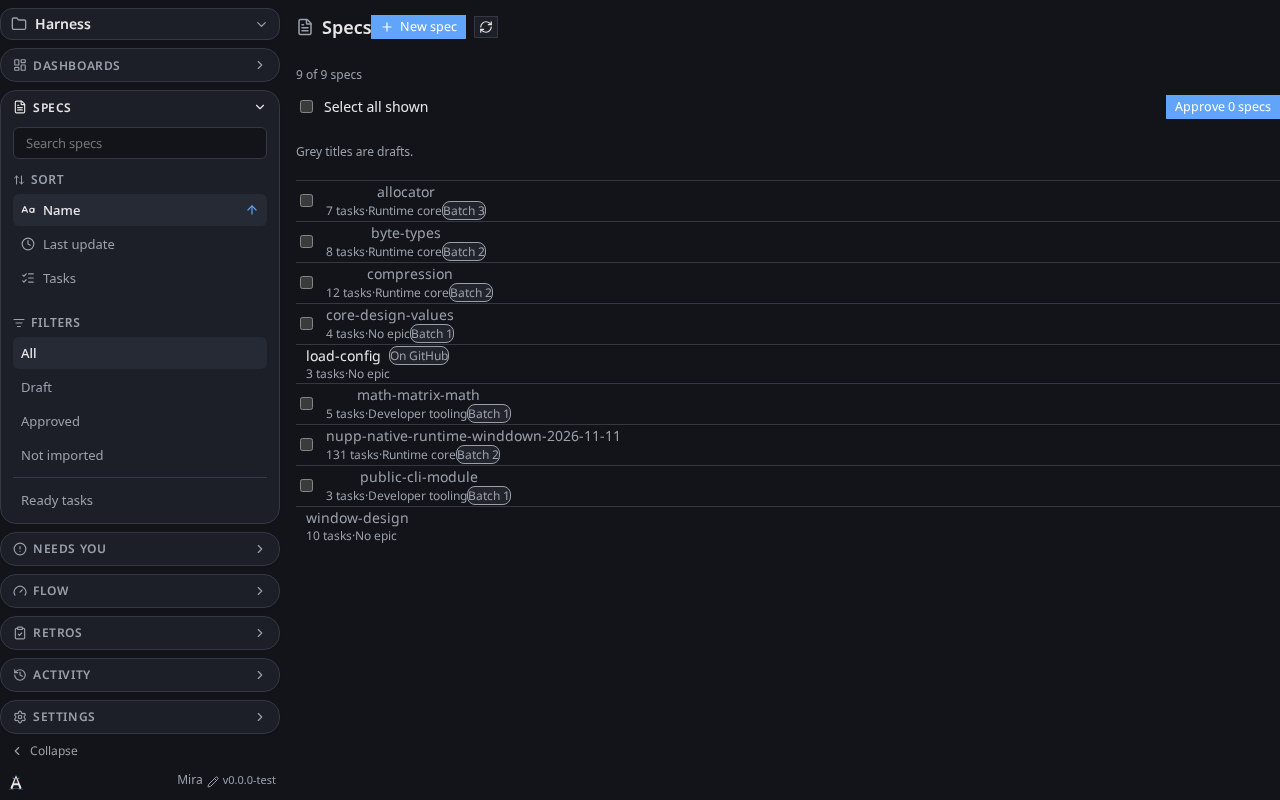 Harness
DASHBOARDS
SPECS
Search specs
SORT
Aa Name
Last update
Tasks
FILTERS
All
Draft
Approved
Not imported
Ready tasks
NEEDS YOU
FLOW
RETROS
ACTIVITY
SETTINGS
Collapse
Mira v0.0.0-test
Specs
New spec
9 of 9 specs
Select all shown
Approve 0 specs
Grey titles are drafts.
allocator
7 tasks·Runtime core Batch 3
byte-types
8 tasks·Runtime core Batch 2
compression
12 tasks·Runtime core Batch 2
core-design-values
4 tasks·No epic Batch 1
load-config On GitHub
3 tasks·No epic
math-matrix-math
5 tasks·Developer tooling Batch 1
nupp-native-runtime-winddown-2026-11-11
131 tasks·Runtime core Batch 2
public-cli-module
3 tasks·Developer tooling Batch 1
window-design
10 tasks·No epic